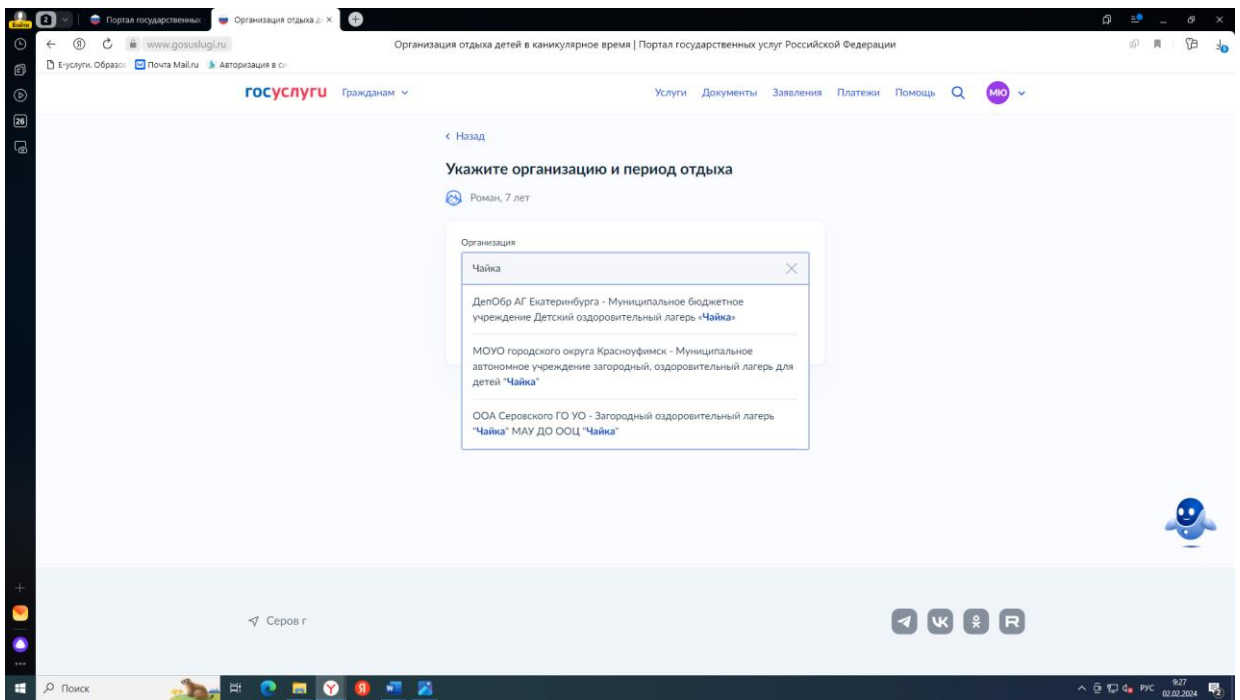 Войти
2
Портал государственных
Организация отдыха д
www.gosuslugi.ru
Организация отдыха детей в каникулярное время | Портал государственных услуг Российской Федерации
Е-услуги. Образо
Почта Mail.ru
Авторизация в си
26
госуслуги
Гражданам
Услуги Документы Заявления Платежи Помощь
МЮ
Назад
Укажите организацию и период отдыха
Роман, 7 лет
Организация
Чайка
ДепОбр АГ Екатеринбурга - Муниципальное бюджетное
учреждение Детский оздоровительный лагерь «Чайка»
МОУО городского округа Красноуфимск - Муниципальное
автономное учреждение загородный, оздоровительный лагерь для
детей "Чайка"
ООА Серовского ГО УО - Загородный оздоровительный лагерь
"Чайка" МАУ ДО ООЦ "Чайка"
Серов г
Поиск
РУС
9:27
02.02.2024